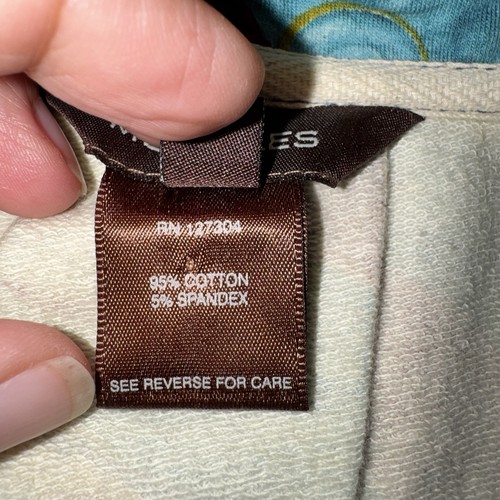 RN 127304
95% COTTON
5% SPANDEX
SEE REVERSE FOR CARE